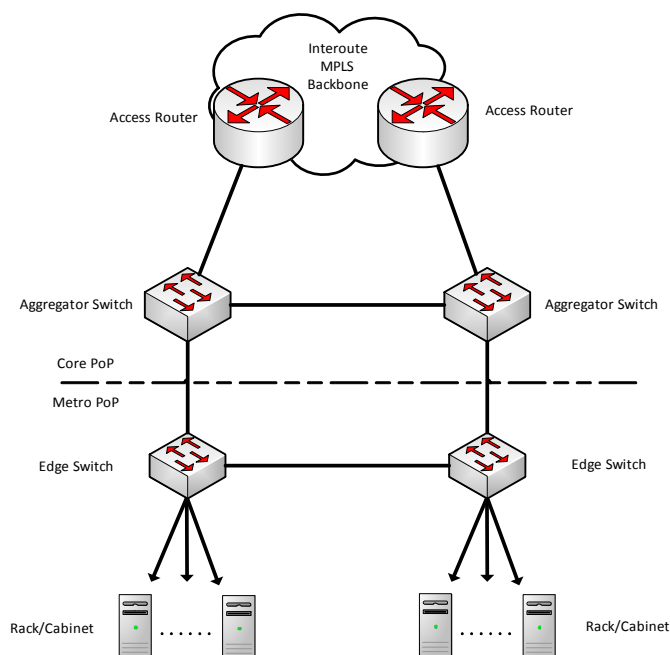 Interoute
MPLS
Backbone
Access Router
Access Router
Aggregator Switch
Aggregator Switch
Core PoP
Metro PoP
Edge Switch
Edge Switch
Rack/Cabinet
......
......
Rack/Cabinet